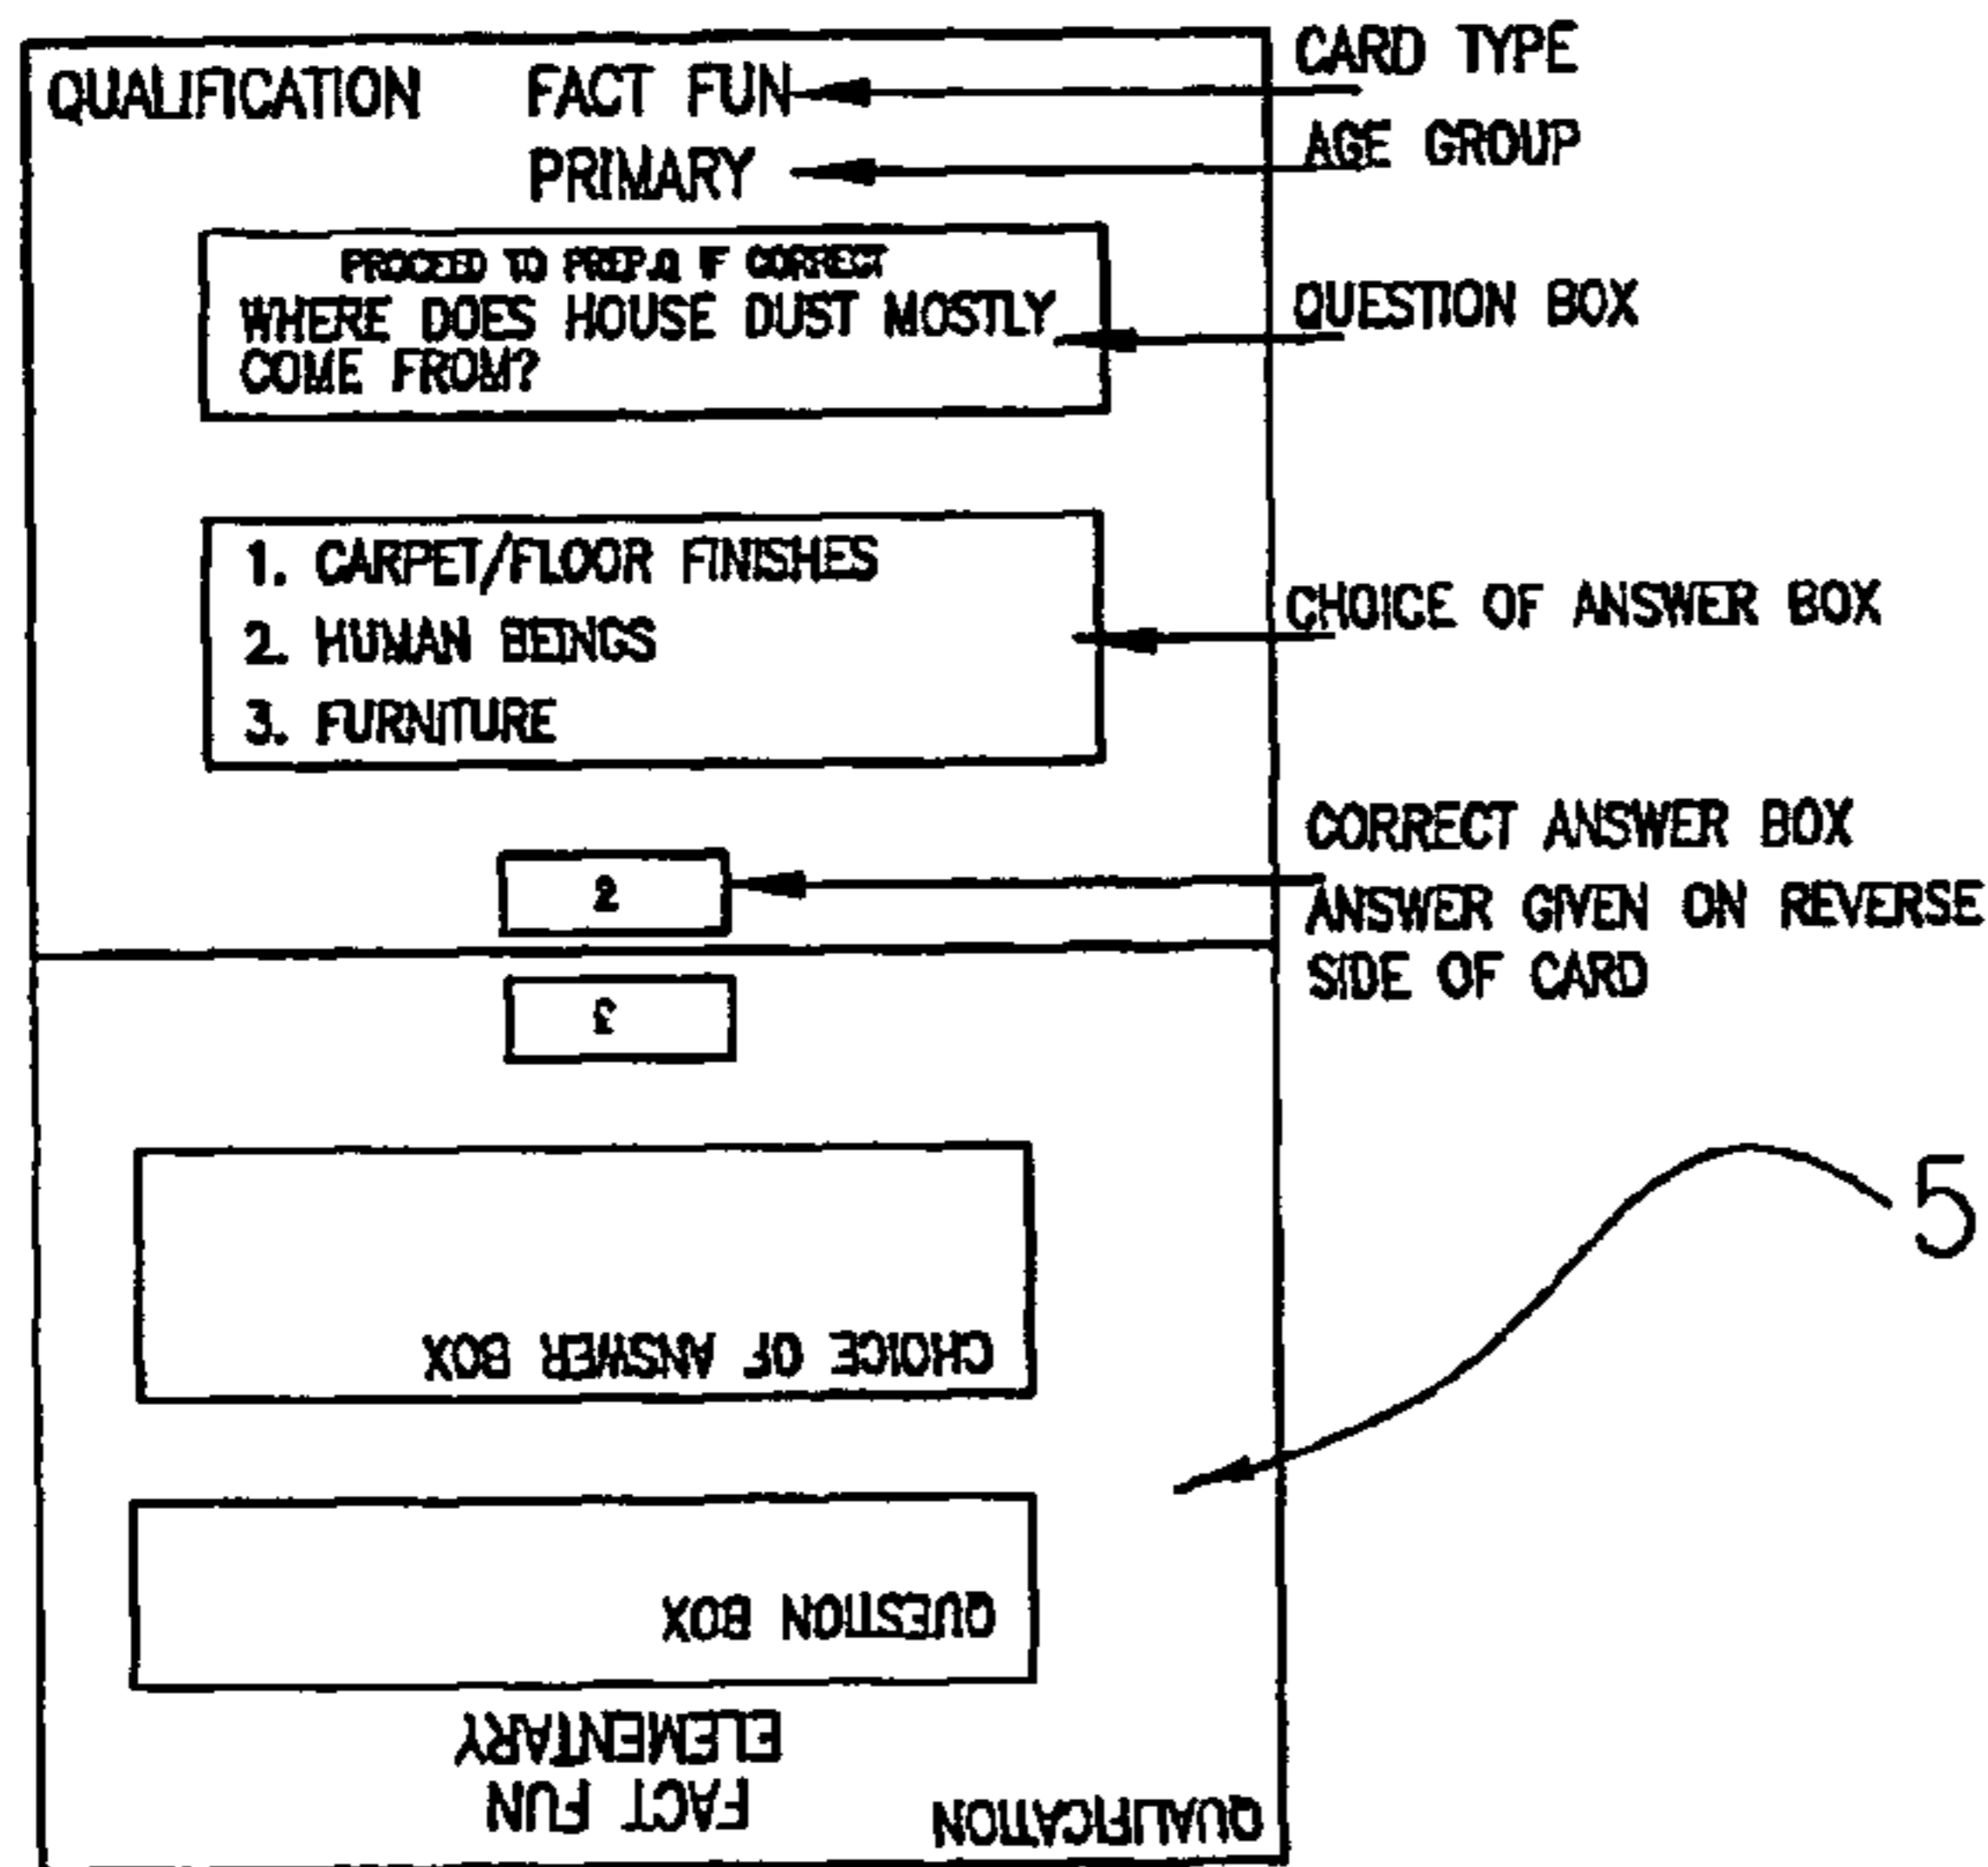 QUALIFICATION FACT FUN
PRIMARY
CARD TYPE
AGE GROUP
PROCEED TO PREP.Q IF CORRECT
WHERE DOES HOUSE DUST MOSTLY
COME FROM?
QUESTION BOX
1. CARPET/FLOOR FINISHES
2. HUMAN BEINGS
3. FURNITURE
CHOICE OF ANSWER BOX
2
CORRECT ANSWER BOX
ANSWER GIVEN ON REVERSE
SIDE OF CARD
3
5
CHOICE OF ANSWER BOX
QUESTION BOX
ELEMENTARY
FACT FUN
QUALIFICATION